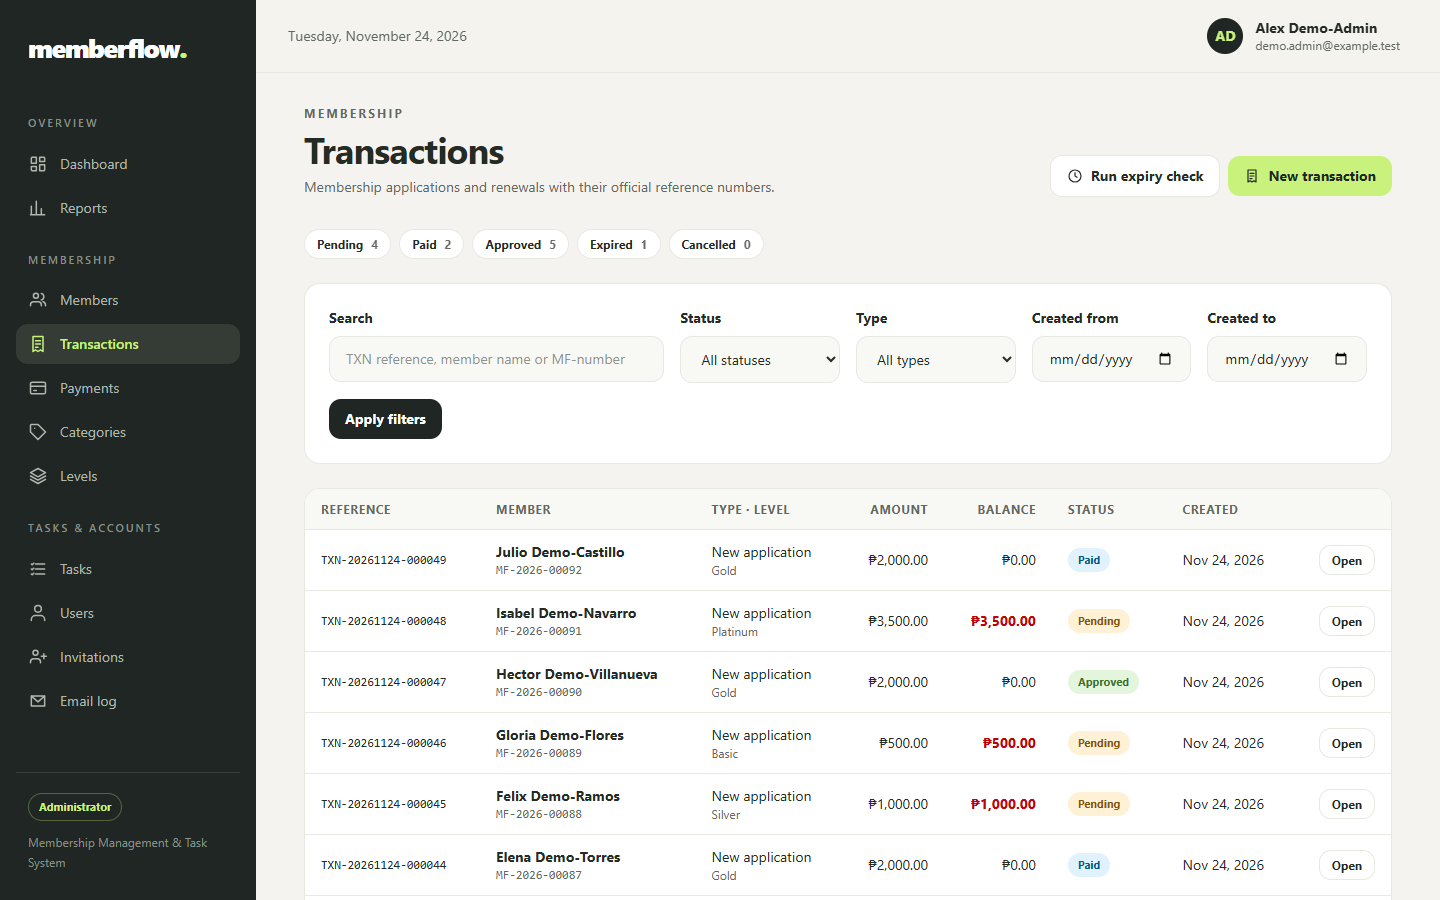 memberflow.
Tuesday, November 24, 2026
AD
Alex Demo-Admin
demo.admin@example.test
OVERVIEW
Dashboard
Reports
MEMBERSHIP
Members
Transactions
Payments
Categories
Levels
TASKS & ACCOUNTS
Tasks
Users
Invitations
Email log
Administrator
Membership Management & Task
System
MEMBERSHIP
Transactions
Membership applications and renewals with their official reference numbers.
Run expiry check
New transaction
Pending 4 Paid 2 Approved 5 Expired 1 Cancelled 0
Search Status Type Created from Created to
TXN reference, member name or MF-number All statuses All types mm/dd/yyyy mm/dd/yyyy
Apply filters
REFERENCE MEMBER TYPE · LEVEL AMOUNT BALANCE STATUS CREATED
TXN-20261124-000049 Julio Demo-Castillo New application ₱2,000.00 ₱0.00 Paid Nov 24, 2026 Open
MF-2026-00092 Gold
TXN-20261124-000048 Isabel Demo-Navarro New application ₱3,500.00 ₱3,500.00 Pending Nov 24, 2026 Open
MF-2026-00091 Platinum
TXN-20261124-000047 Hector Demo-Villanueva New application ₱2,000.00 ₱0.00 Approved Nov 24, 2026 Open
MF-2026-00090 Gold
TXN-20261124-000046 Gloria Demo-Flores New application ₱500.00 ₱500.00 Pending Nov 24, 2026 Open
MF-2026-00089 Basic
TXN-20261124-000045 Felix Demo-Ramos New application ₱1,000.00 ₱1,000.00 Pending Nov 24, 2026 Open
MF-2026-00088 Silver
TXN-20261124-000044 Elena Demo-Torres New application ₱2,000.00 ₱0.00 Paid Nov 24, 2026 Open
MF-2026-00087 Gold